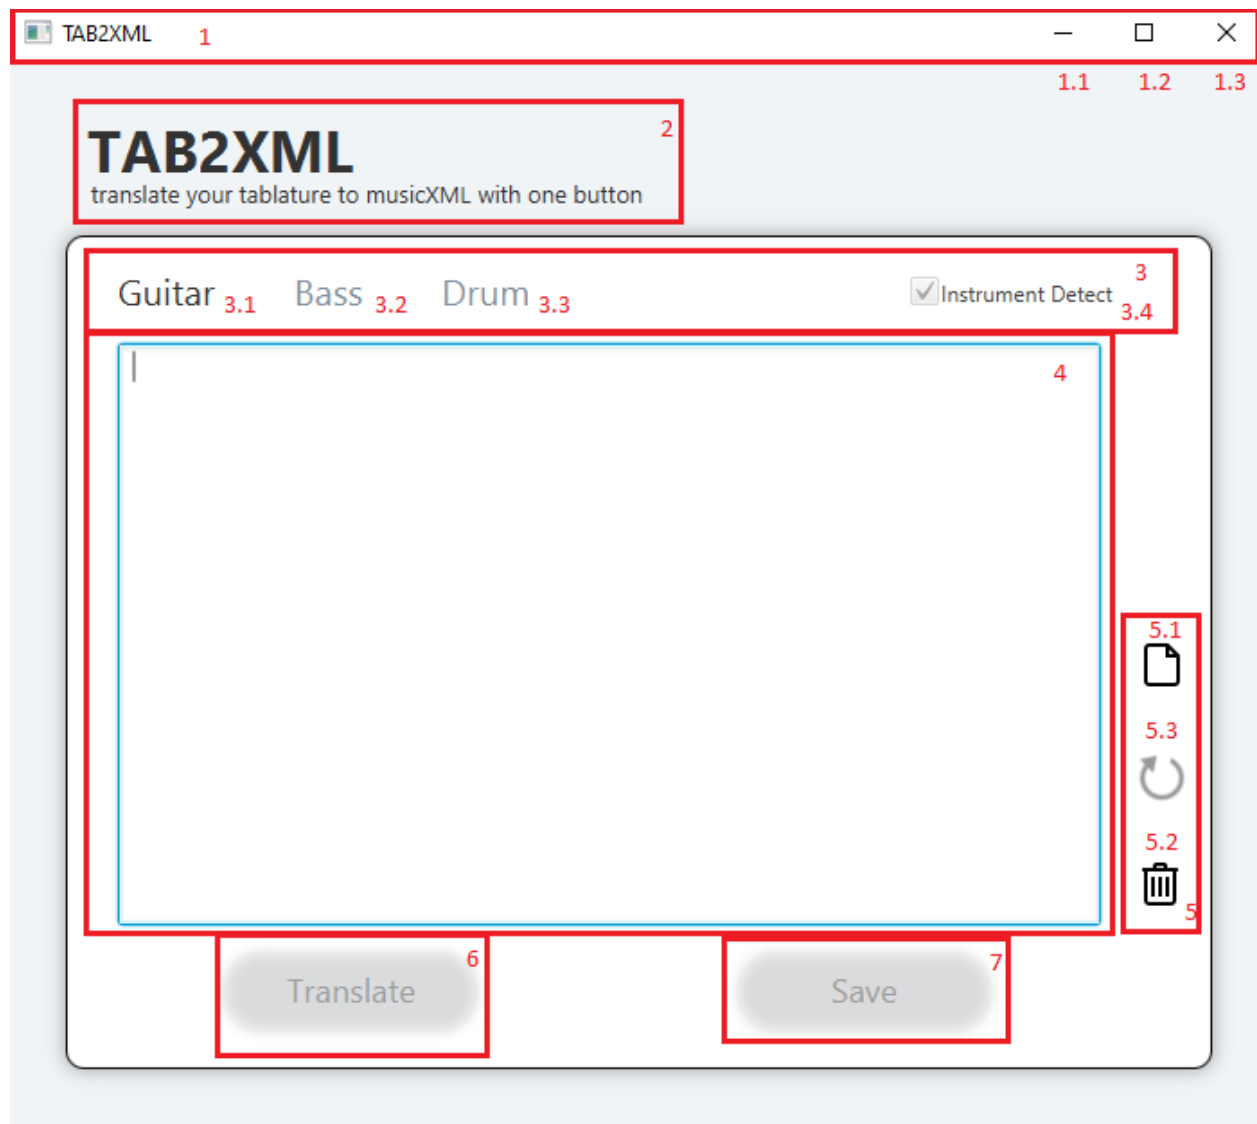 TAB2XML 1
1.1 1.2 1.3
2
TAB2XML
translate your tablature to musicXML with one button
3
Guitar 3.1 Bass 3.2 Drum 3.3 Instrument Detect
3.4
4
5.1
5.3
5.2
5
6 7
Translate Save